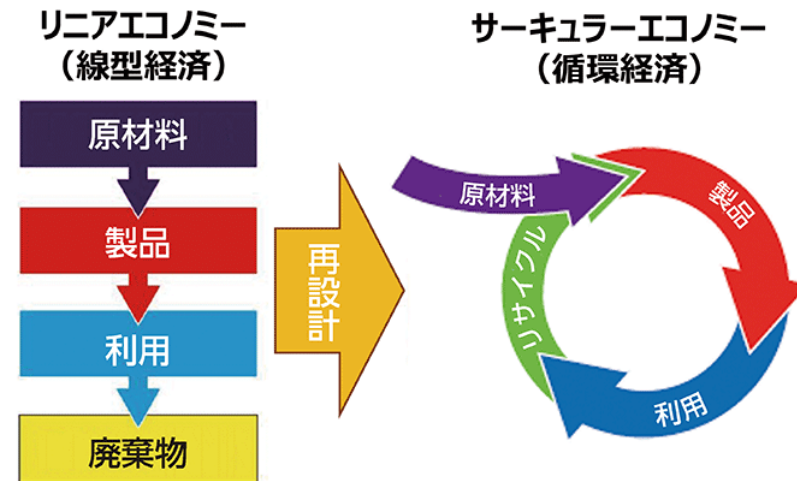 リニアエコノミー
（線型経済）
原材料
製品
利用
廃棄物
再設計
サーキュラーエコノミー
（循環経済）
原材料
製品
利用
リサイクル